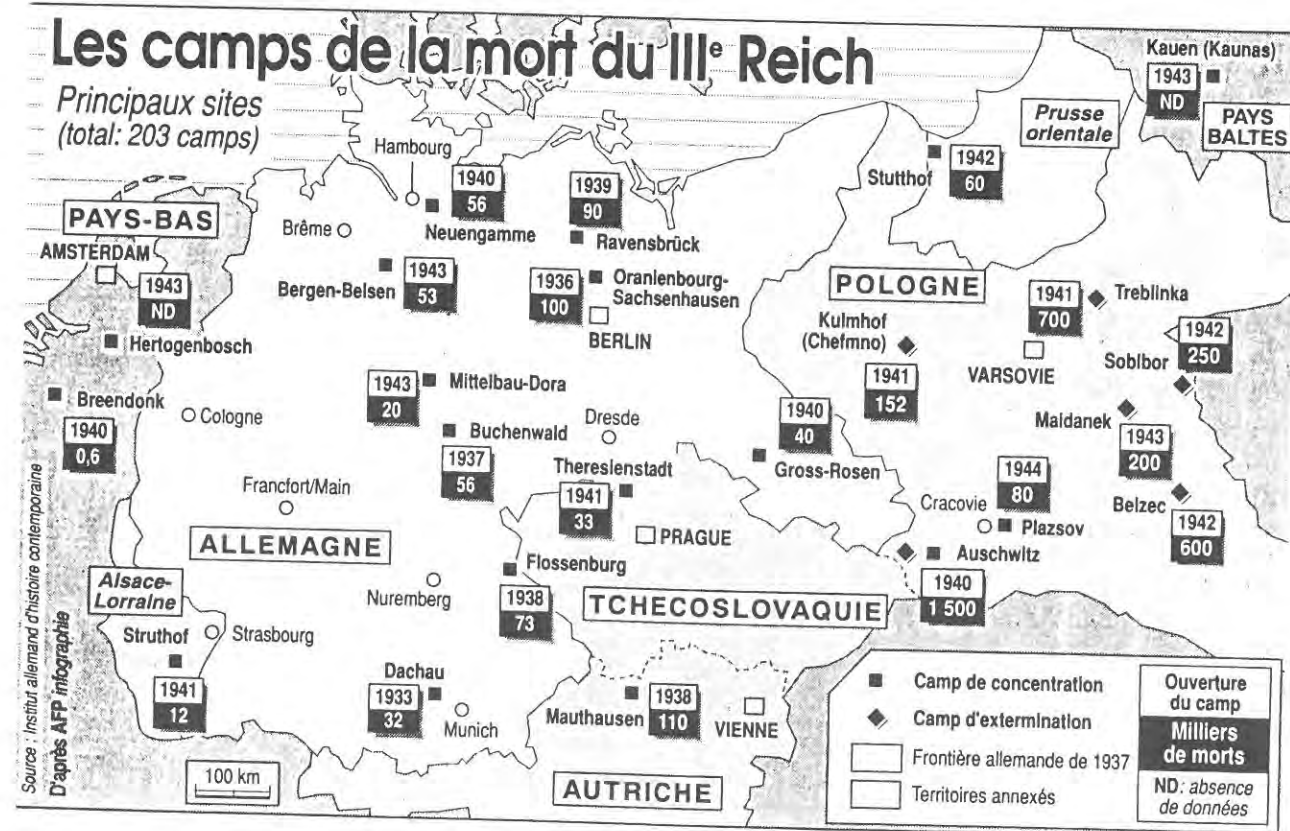 Les camps de la mort du IIIᵉ Reich
Principaux sites
(total: 203 camps)
Kauen (Kaunas)
1943
ND
PAYS
BALTES
Prusse
orientale
Stutthof
1942
60
Hambourg
1940
56
Neuengamme
1939
90
Ravensbrück
Brême
PAYS-BAS
AMSTERDAM
1943
ND
Hertogenbosch
Bergen-Belsen
1943
53
1936
100
Oranienbourg-
Sachsenhausen
BERLIN
POLOGNE
Kulmhof
(Chefmno)
1941
152
1941
700
Treblinka
VARSOVIE
1942
250
Soblbor
Maidanek
1943
200
Belzec
1942
600
Breendonk
1940
0,6
Cologne
1943
20
Mittelbau-Dora
Buchenwald
1937
56
Dresde
1940
40
Gross-Rosen
Thereslenstadt
1941
33
PRAGUE
1944
80
Cracovie
Plazsov
Auschwitz
1940
1 500
Francfort/Main
ALLEMAGNE
Flossenburg
1938
73
Nuremberg
TCHECOSLOVAQUIE
Alsace-
Lorraine
Struthof
Strasbourg
1941
12
Dachau
1933
32
Munich
Mauthausen
1938
110
VIENNE
AUTRICHE
100 km
Camp de concentration
Camp d'extermination
Frontière allemande de 1937
Territoires annexés
Ouverture
du camp
Milliers
de morts
ND: absence
de données
Source : Institut allemand d'histoire contemporaine
D'après AFP infographie